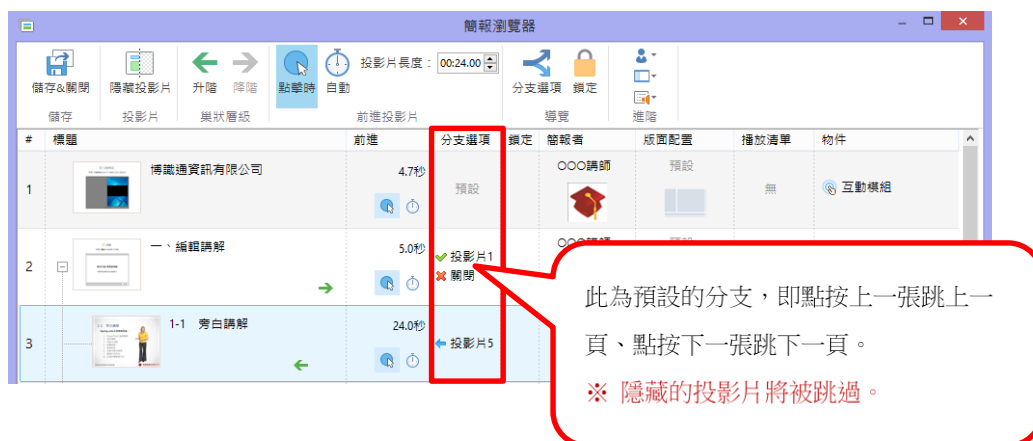 簡報瀏覽器
儲存&關閉
隱藏投影片
升階
降階
點擊時
自動
投影片長度：
00:24.00
分支選項
鎖定
儲存
投影片
巢狀層級
前進投影片
導覽
進階
# 標題 前進 分支選項 鎖定 簡報者 版面配置 播放清單 物件
1
博識通資訊有限公司
4.7秒
預設
○○○講師
預設
無
互動模組
2
一、編輯講解
5.0秒
投影片1
關閉
3
1-1 旁白講解
24.0秒
投影片5
此為預設的分支，即點按上一張跳上一
頁、點按下一張跳下一頁。
※ 隱藏的投影片將被跳過。